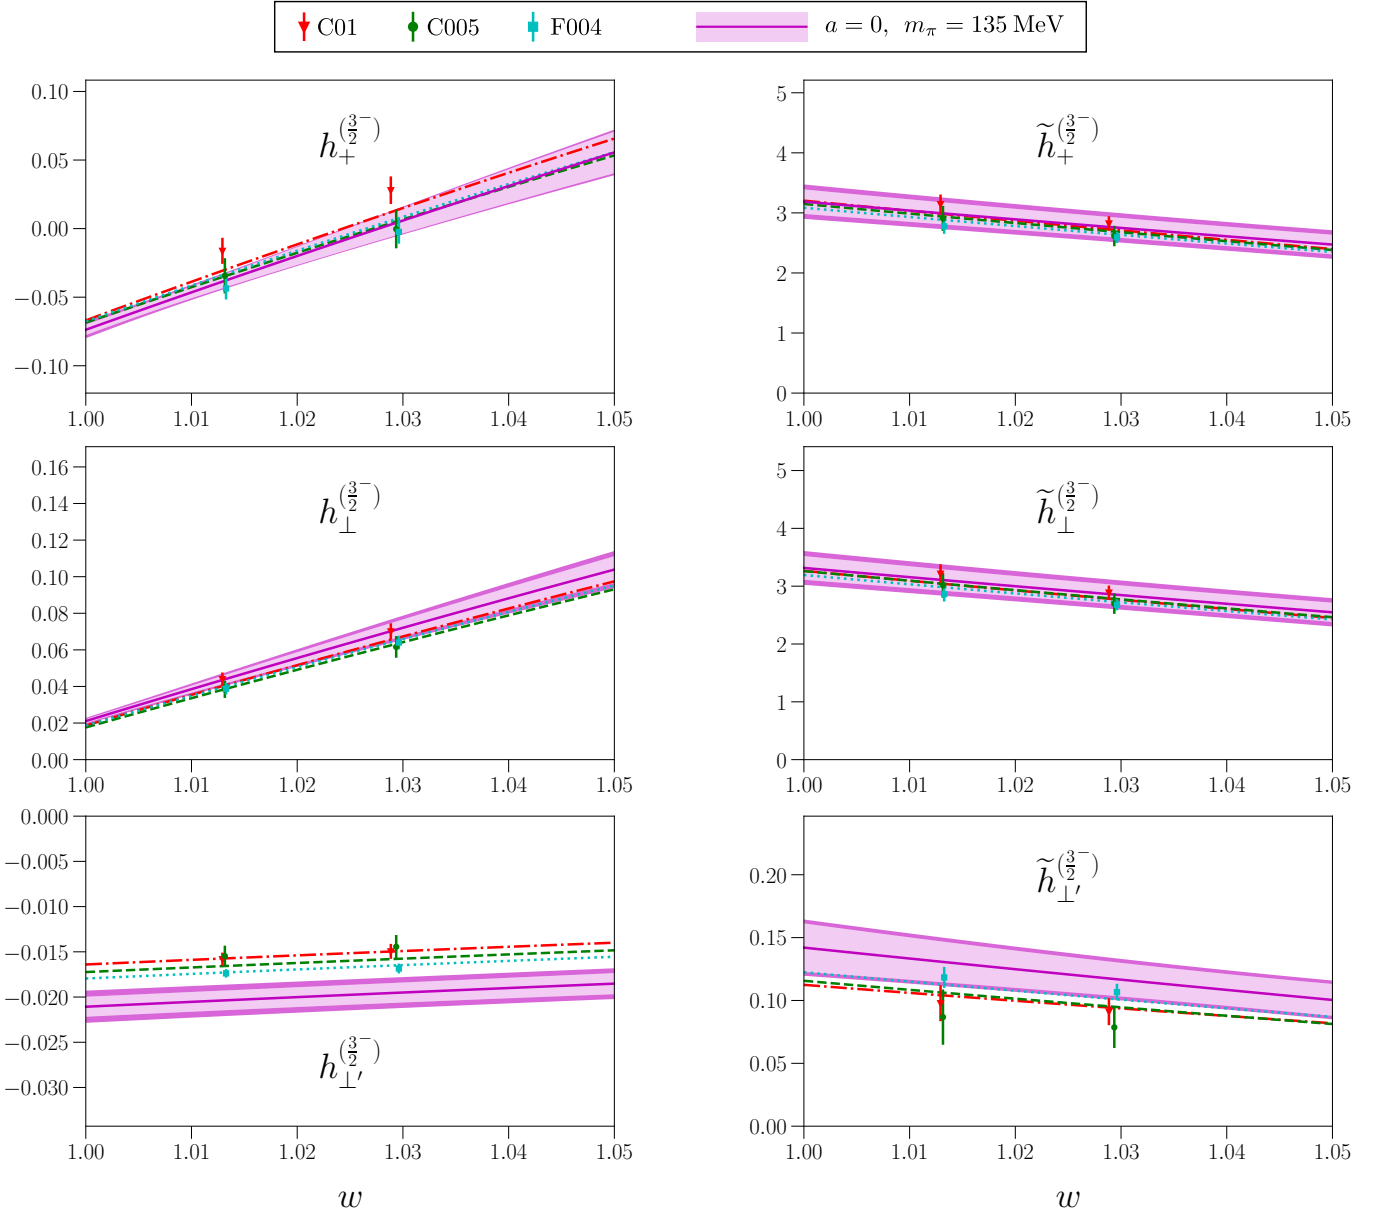 C01 C005 F004 a = 0, m_π = 135 MeV
0.10
0.05
0.00
−0.05
−0.10
h_+^{(3/2^−)}
1.00 1.01 1.02 1.03 1.04 1.05
5
4
3
2
1
0
h̃_+^{(3/2^−)}
1.00 1.01 1.02 1.03 1.04 1.05
0.16
0.14
0.12
0.10
0.08
0.06
0.04
0.02
0.00
h_⊥^{(3/2^−)}
1.00 1.01 1.02 1.03 1.04 1.05
5
4
3
2
1
0
h̃_⊥^{(3/2^−)}
1.00 1.01 1.02 1.03 1.04 1.05
0.000
−0.005
−0.010
−0.015
−0.020
−0.025
−0.030
h_{⊥′}^{(3/2^−)}
1.00 1.01 1.02 1.03 1.04 1.05
w
0.20
0.15
0.10
0.05
0.00
h̃_{⊥′}^{(3/2^−)}
1.00 1.01 1.02 1.03 1.04 1.05
w